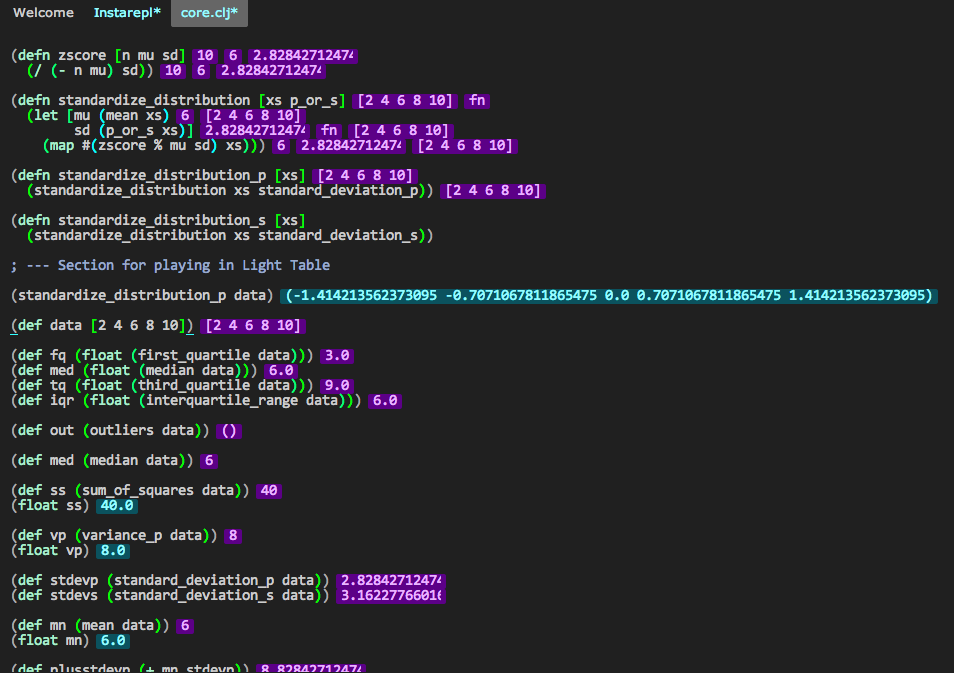 Welcome Instarepl* core.clj*
(defn zscore [n mu sd] 10 6 2.82842712474
(/ (- n mu) sd)) 10 6 2.82842712474
(defn standardize_distribution [xs p_or_s] [2 4 6 8 10] fn
(let [mu (mean xs) 6 [2 4 6 8 10]
sd (p_or_s xs)] 2.82842712474 fn [2 4 6 8 10]
(map #(zscore % mu sd) xs))) 6 2.82842712474 [2 4 6 8 10]
(defn standardize_distribution_p [xs] [2 4 6 8 10]
(standardize_distribution xs standard_deviation_p)) [2 4 6 8 10]
(defn standardize_distribution_s [xs]
(standardize_distribution xs standard_deviation_s))
; --- Section for playing in Light Table
(standardize_distribution_p data) (-1.414213562373095 -0.7071067811865475 0.0 0.7071067811865475 1.414213562373095)
(def data [2 4 6 8 10]) [2 4 6 8 10]
(def fq (float (first_quartile data))) 3.0
(def med (float (median data))) 6.0
(def tq (float (third_quartile data))) 9.0
(def iqr (float (interquartile_range data))) 6.0
(def out (outliers data)) ()
(def med (median data)) 6
(def ss (sum_of_squares data)) 40
(float ss) 40.0
(def vp (variance_p data)) 8
(float vp) 8.0
(def stdevp (standard_deviation_p data)) 2.82842712474
(def stdevs (standard_deviation_s data)) 3.16227766016
(def mn (mean data)) 6
(float mn) 6.0
(def plusstdevp (+ mn stdevp)) 8.82842712474